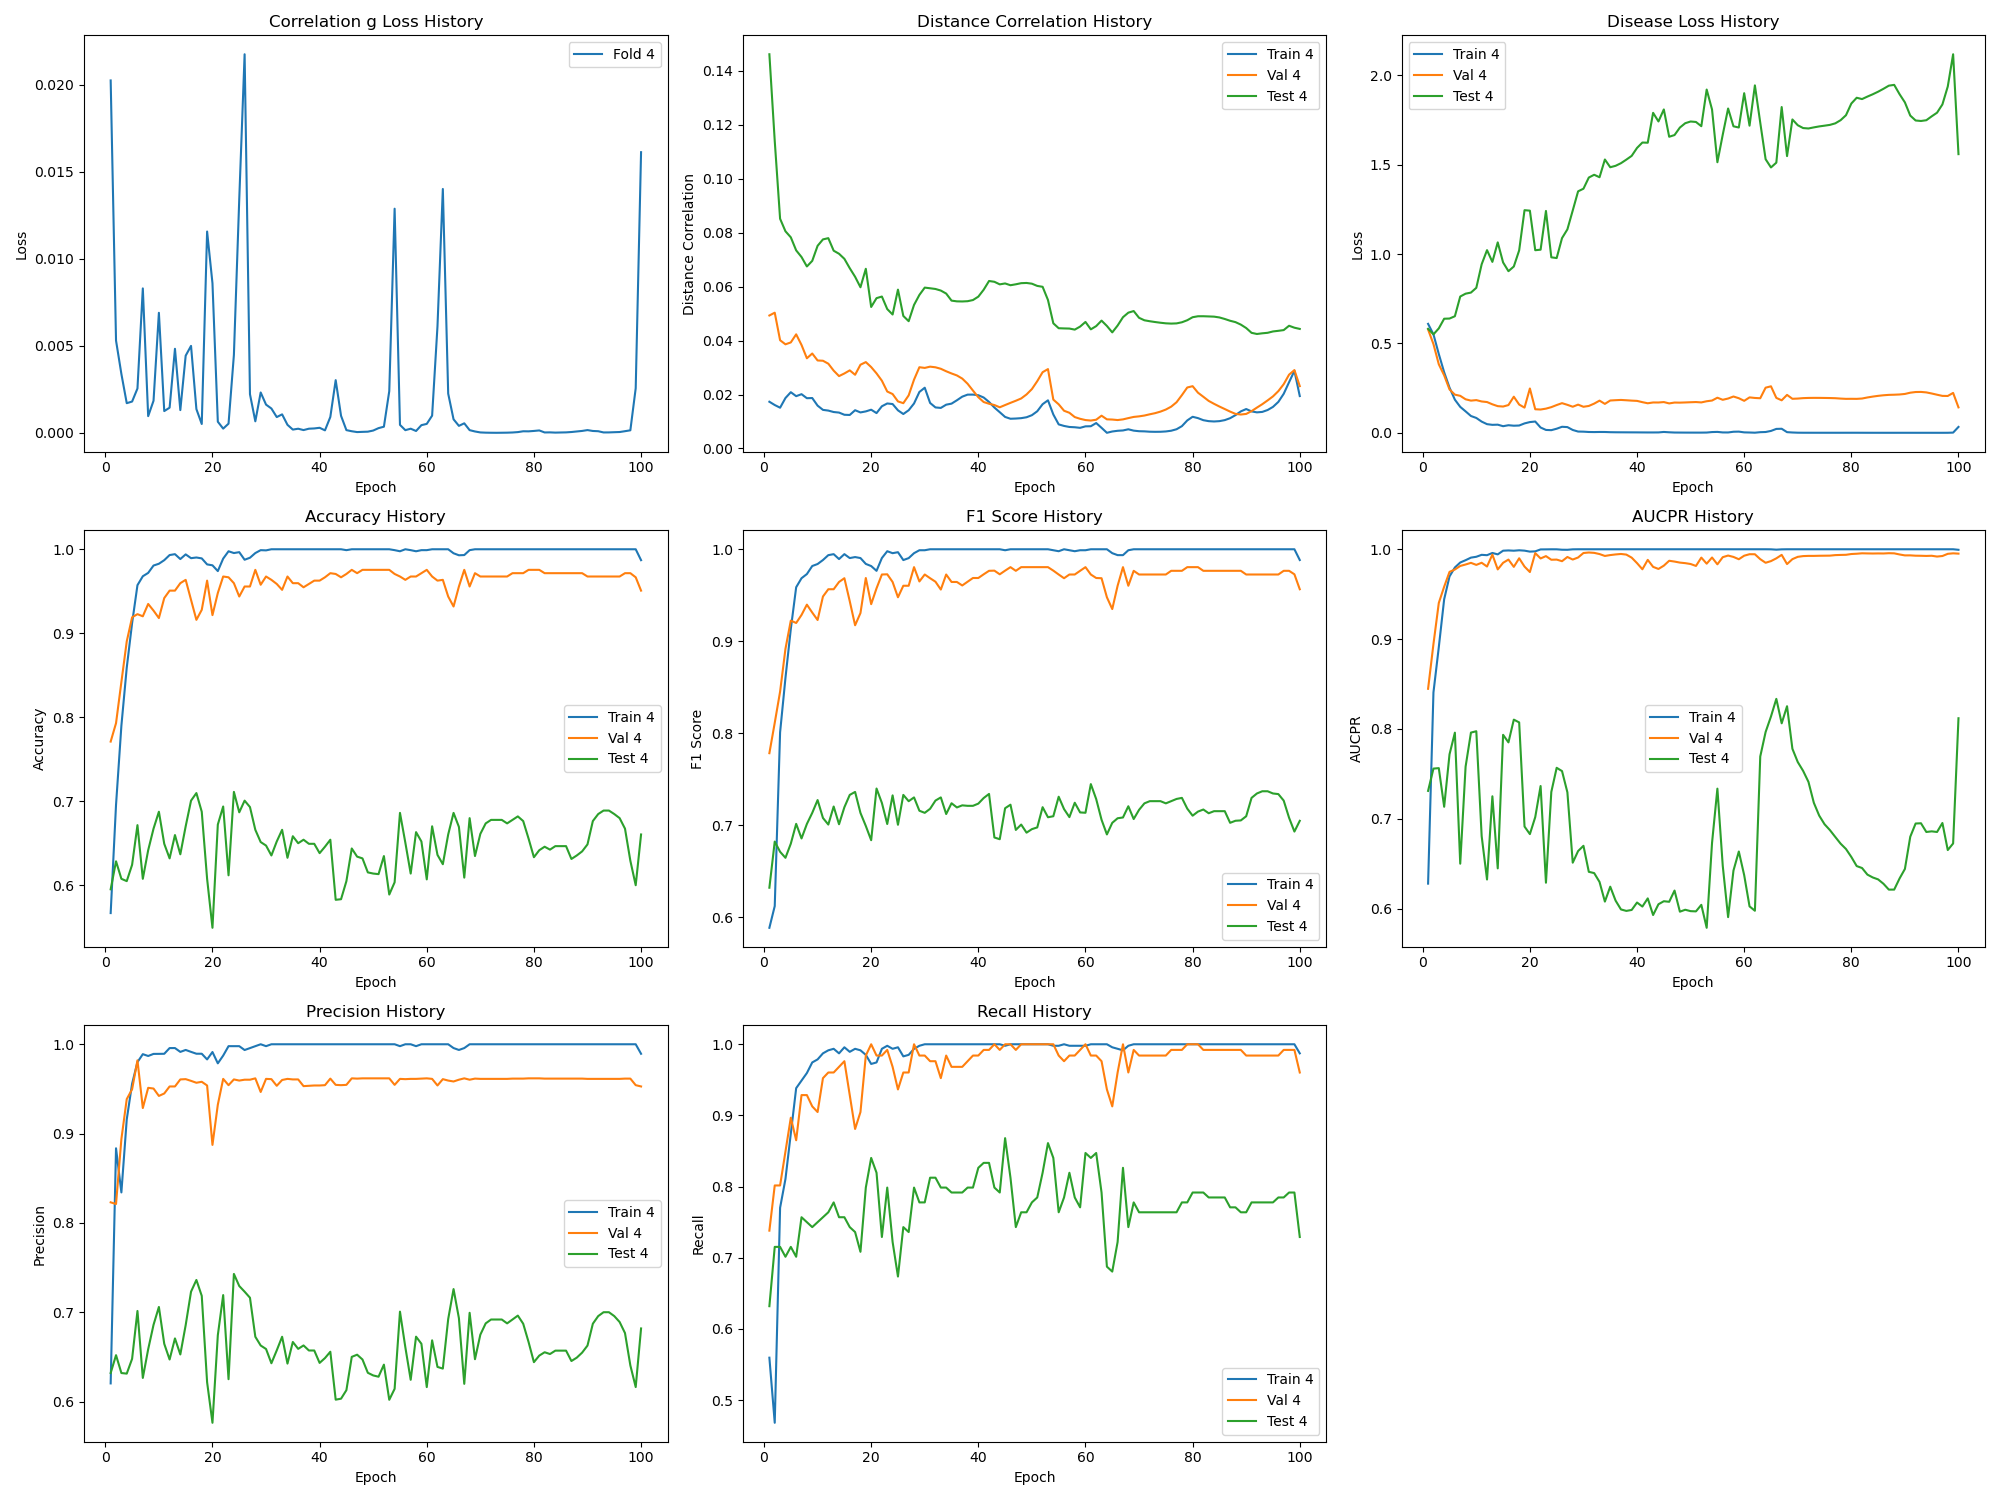 Correlation g Loss History
Fold 4
0.020
0.015
0.010
0.005
0.000
Loss
0 20 40 60 80 100
Epoch
Distance Correlation History
Train 4
Val 4
Test 4
0.14
0.12
0.10
0.08
0.06
0.04
0.02
0.00
Distance Correlation
0 20 40 60 80 100
Epoch
Disease Loss History
Train 4
Val 4
Test 4
2.0
1.5
1.0
0.5
0.0
Loss
0 20 40 60 80 100
Epoch
Accuracy History
1.0
0.9
0.8
0.7
0.6
Accuracy
Train 4
Val 4
Test 4
0 20 40 60 80 100
Epoch
F1 Score History
1.0
0.9
0.8
0.7
0.6
F1 Score
Train 4
Val 4
Test 4
0 20 40 60 80 100
Epoch
AUCPR History
1.0
0.9
0.8
0.7
0.6
AUCPR
Train 4
Val 4
Test 4
0 20 40 60 80 100
Epoch
Precision History
1.0
0.9
0.8
0.7
0.6
Precision
Train 4
Val 4
Test 4
0 20 40 60 80 100
Epoch
Recall History
1.0
0.9
0.8
0.7
0.6
0.5
Recall
Train 4
Val 4
Test 4
0 20 40 60 80 100
Epoch